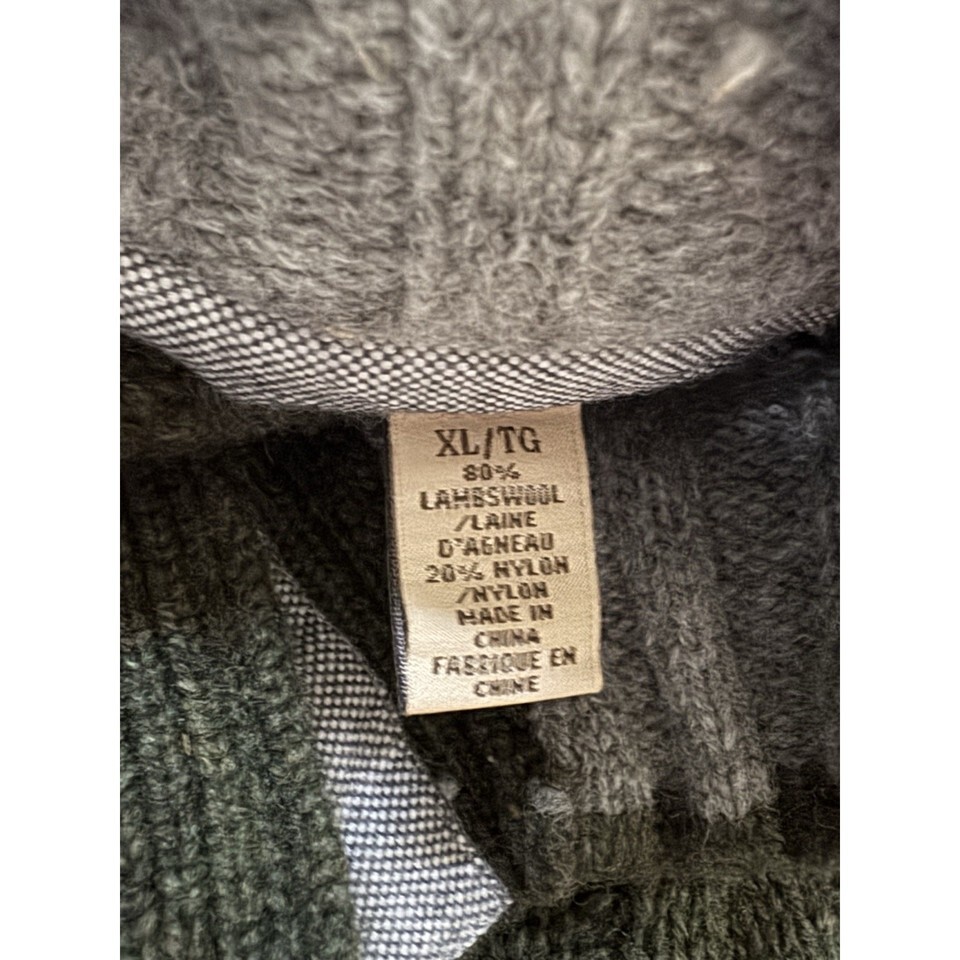 XL/TG
80%
LAMBSWOOL
/LAINE
D'AGNEAU
20% NYLON
/NYLON
MADE IN
CHINA
FABRIQUE EN
CHINE